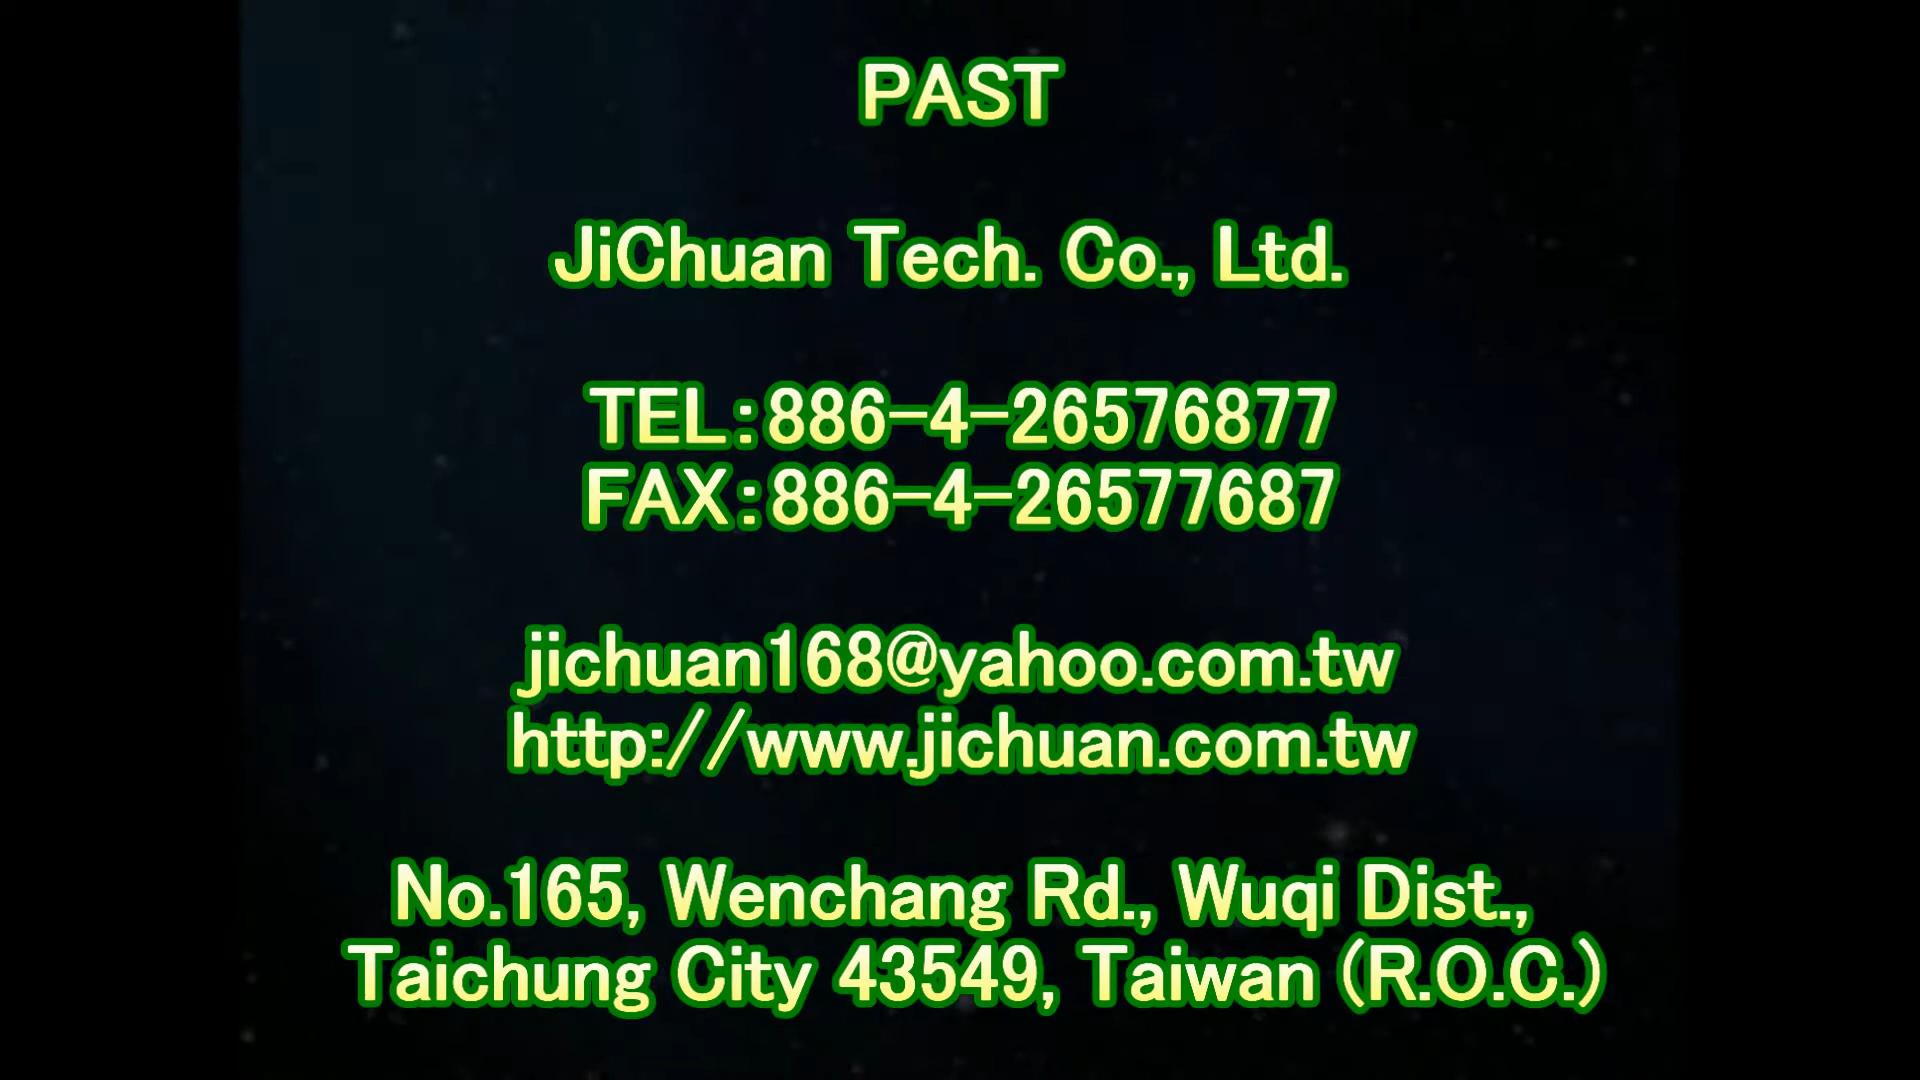 PAST
JiChuan Tech. Co., Ltd.
TEL:886-4-26576877
FAX:886-4-26577687
jichuan168@yahoo.com.tw
http://www.jichuan.com.tw
No.165, Wenchang Rd., Wuqi Dist.,
Taichung City 43549, Taiwan (R.O.C.)